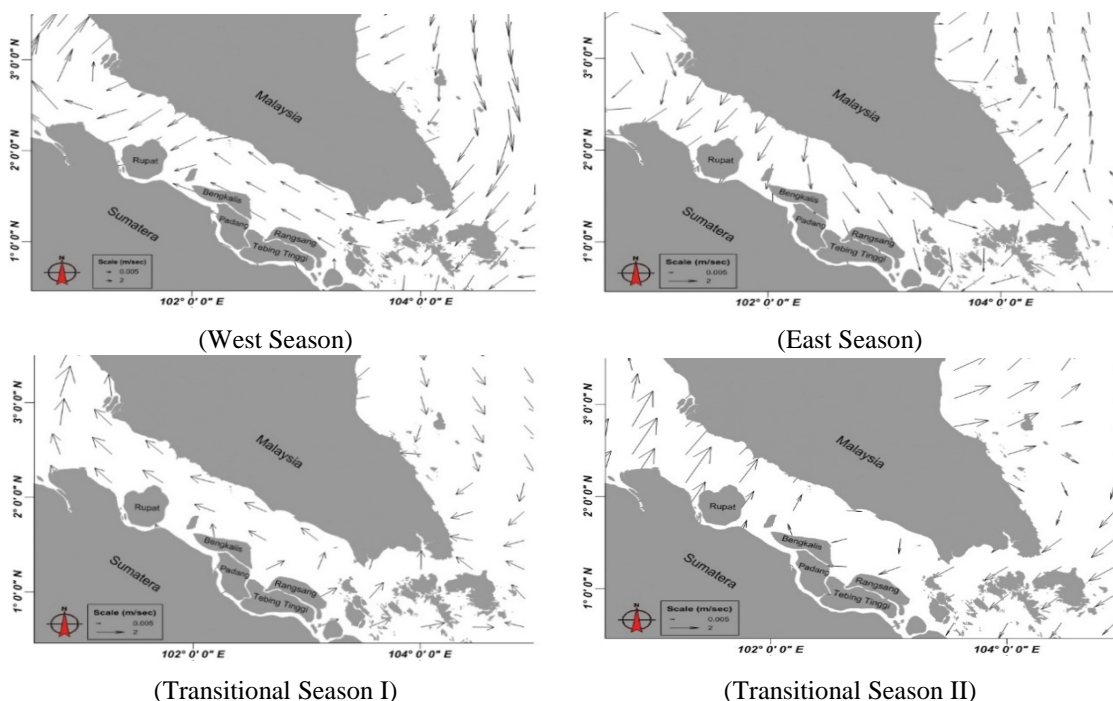 3° 0' 0" N
2° 0' 0" N
1° 0' 0" N
Malaysia
Rupat
Bengkalis
Padang
Rangsang
Tebing Tinggi
Sumatera
N
Scale (m/sec)
0.005
2
102° 0' 0" E
104° 0' 0" E
(West Season)
3° 0' 0" N
2° 0' 0" N
1° 0' 0" N
Malaysia
Rupat
Bengkalis
Padang
Rangsang
Tebing Tinggi
Sumatera
N
Scale (m/sec)
0.005
2
102° 0' 0" E
104° 0' 0" E
(East Season)
3° 0' 0" N
2° 0' 0" N
1° 0' 0" N
Malaysia
Rupat
Bengkalis
Padang
Rangsang
Tebing Tinggi
Sumatera
N
Scale (m/sec)
0.005
2
102° 0' 0" E
104° 0' 0" E
(Transitional Season I)
3° 0' 0" N
2° 0' 0" N
1° 0' 0" N
Malaysia
Rupat
Bengkalis
Padang
Rangsang
Tebing Tinggi
Sumatera
N
Scale (m/sec)
0.005
2
102° 0' 0" E
104° 0' 0" E
(Transitional Season II)